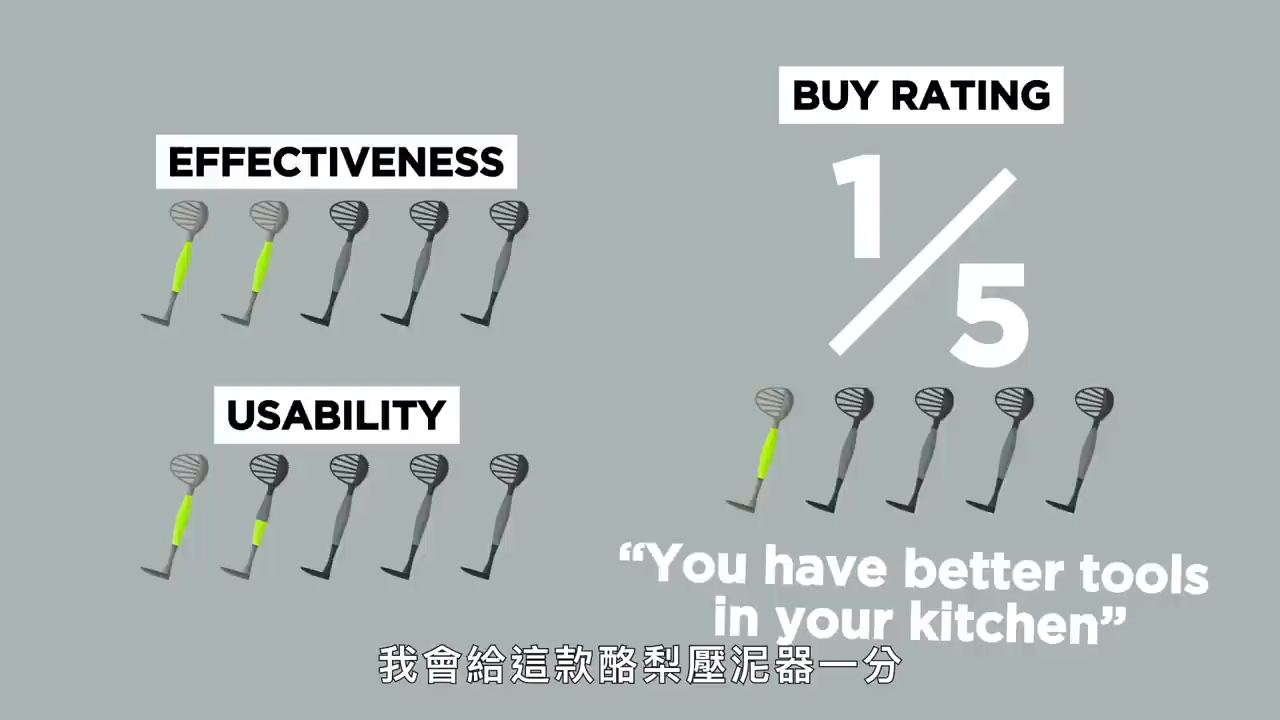 EFFECTIVENESS
USABILITY
BUY RATING
1/5
“You have better tools
in your kitchen”
我會給這款酪梨壓泥器一分